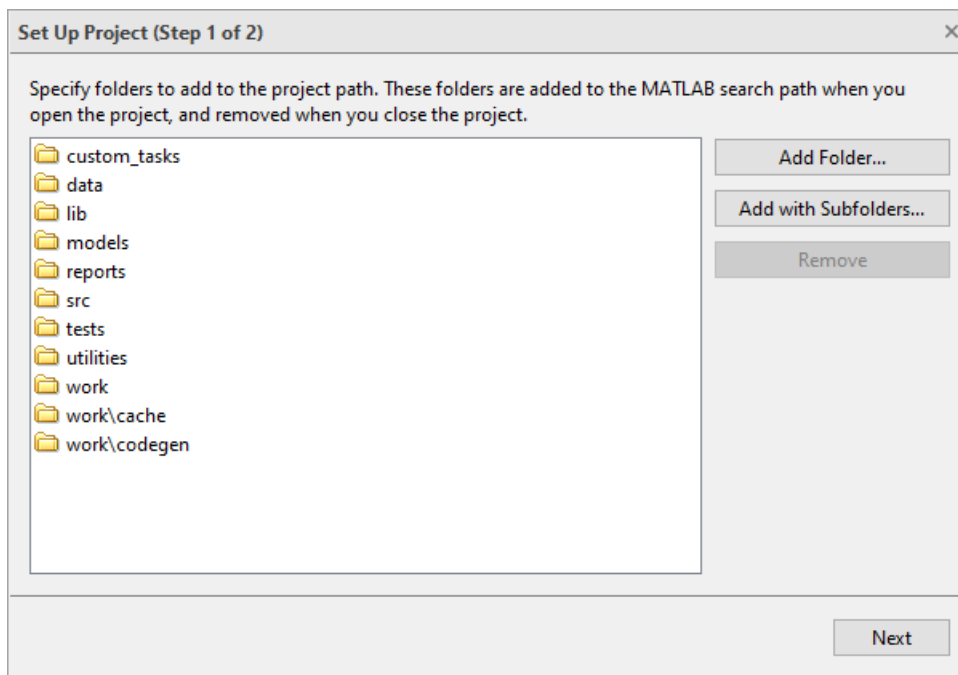 Set Up Project (Step 1 of 2)
Specify folders to add to the project path. These folders are added to the MATLAB search path when you
open the project, and removed when you close the project.
custom_tasks
data
lib
models
reports
src
tests
utilities
work
work\cache
work\codegen
Add Folder...
Add with Subfolders...
Remove
Next